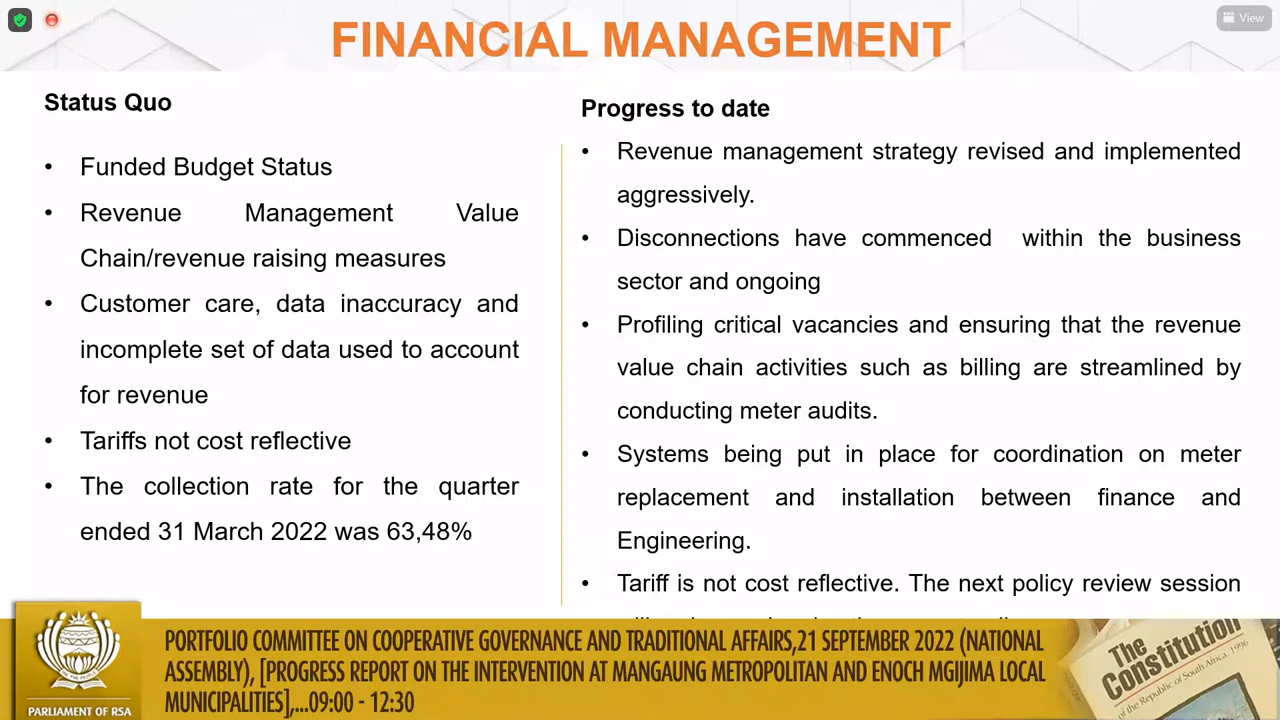 View
FINANCIAL MANAGEMENT
Status Quo
• Funded Budget Status
• Revenue Management Value
Chain/revenue raising measures
• Customer care, data inaccuracy and
incomplete set of data used to account
for revenue
• Tariffs not cost reflective
• The collection rate for the quarter
ended 31 March 2022 was 63,48%
Progress to date
• Revenue management strategy revised and implemented
aggressively.
• Disconnections have commenced within the business
sector and ongoing
• Profiling critical vacancies and ensuring that the revenue
value chain activities such as billing are streamlined by
conducting meter audits.
• Systems being put in place for coordination on meter
replacement and installation between finance and
Engineering.
• Tariff is not cost reflective. The next policy review session
PARLIAMENT OF RSA
PORTFOLIO COMMITTEE ON COOPERATIVE GOVERNANCE AND TRADITIONAL AFFAIRS,21 SEPTEMBER 2022 (NATIONAL
ASSEMBLY), [PROGRESS REPORT ON THE INTERVENTION AT MANGAUNG METROPOLITAN AND ENOCH MGIJIMA LOCAL
MUNICIPALITIES],...09:00 - 12:30
The
Constitution
of the Republic of South Africa, 1996